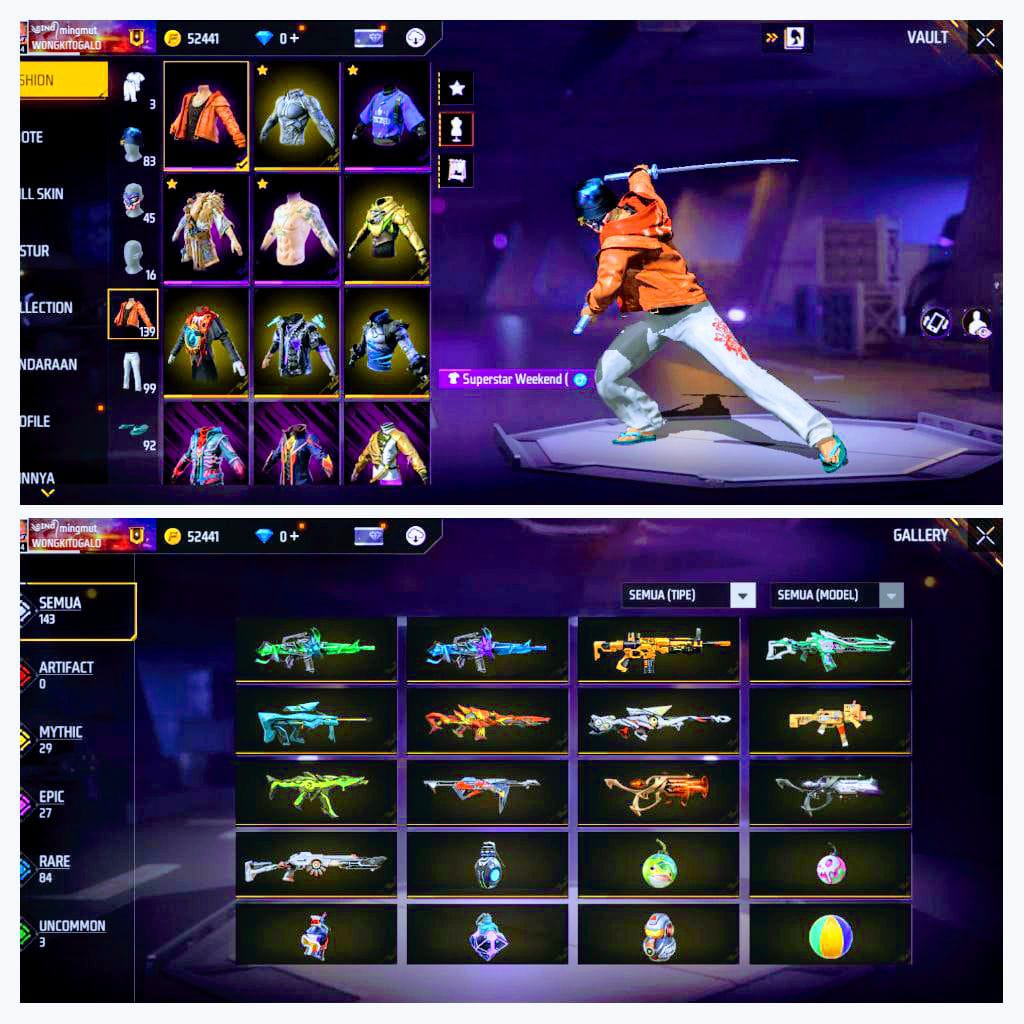 mingmut
WONGKITOGALO
52441
0+
VAULT
SHION
3
OTE
83
LL SKIN
45
STUR
16
LLECTION
139
NDARAAN
99
OFILE
92
NNYA
Superstar Weekend (
mingmut
WONGKITOGALO
52441
0+
GALLERY
SEMUA
143
SEMUA (TIPE)
SEMUA (MODEL)
ARTIFACT
0
MYTHIC
29
EPIC
27
RARE
84
UNCOMMON
3